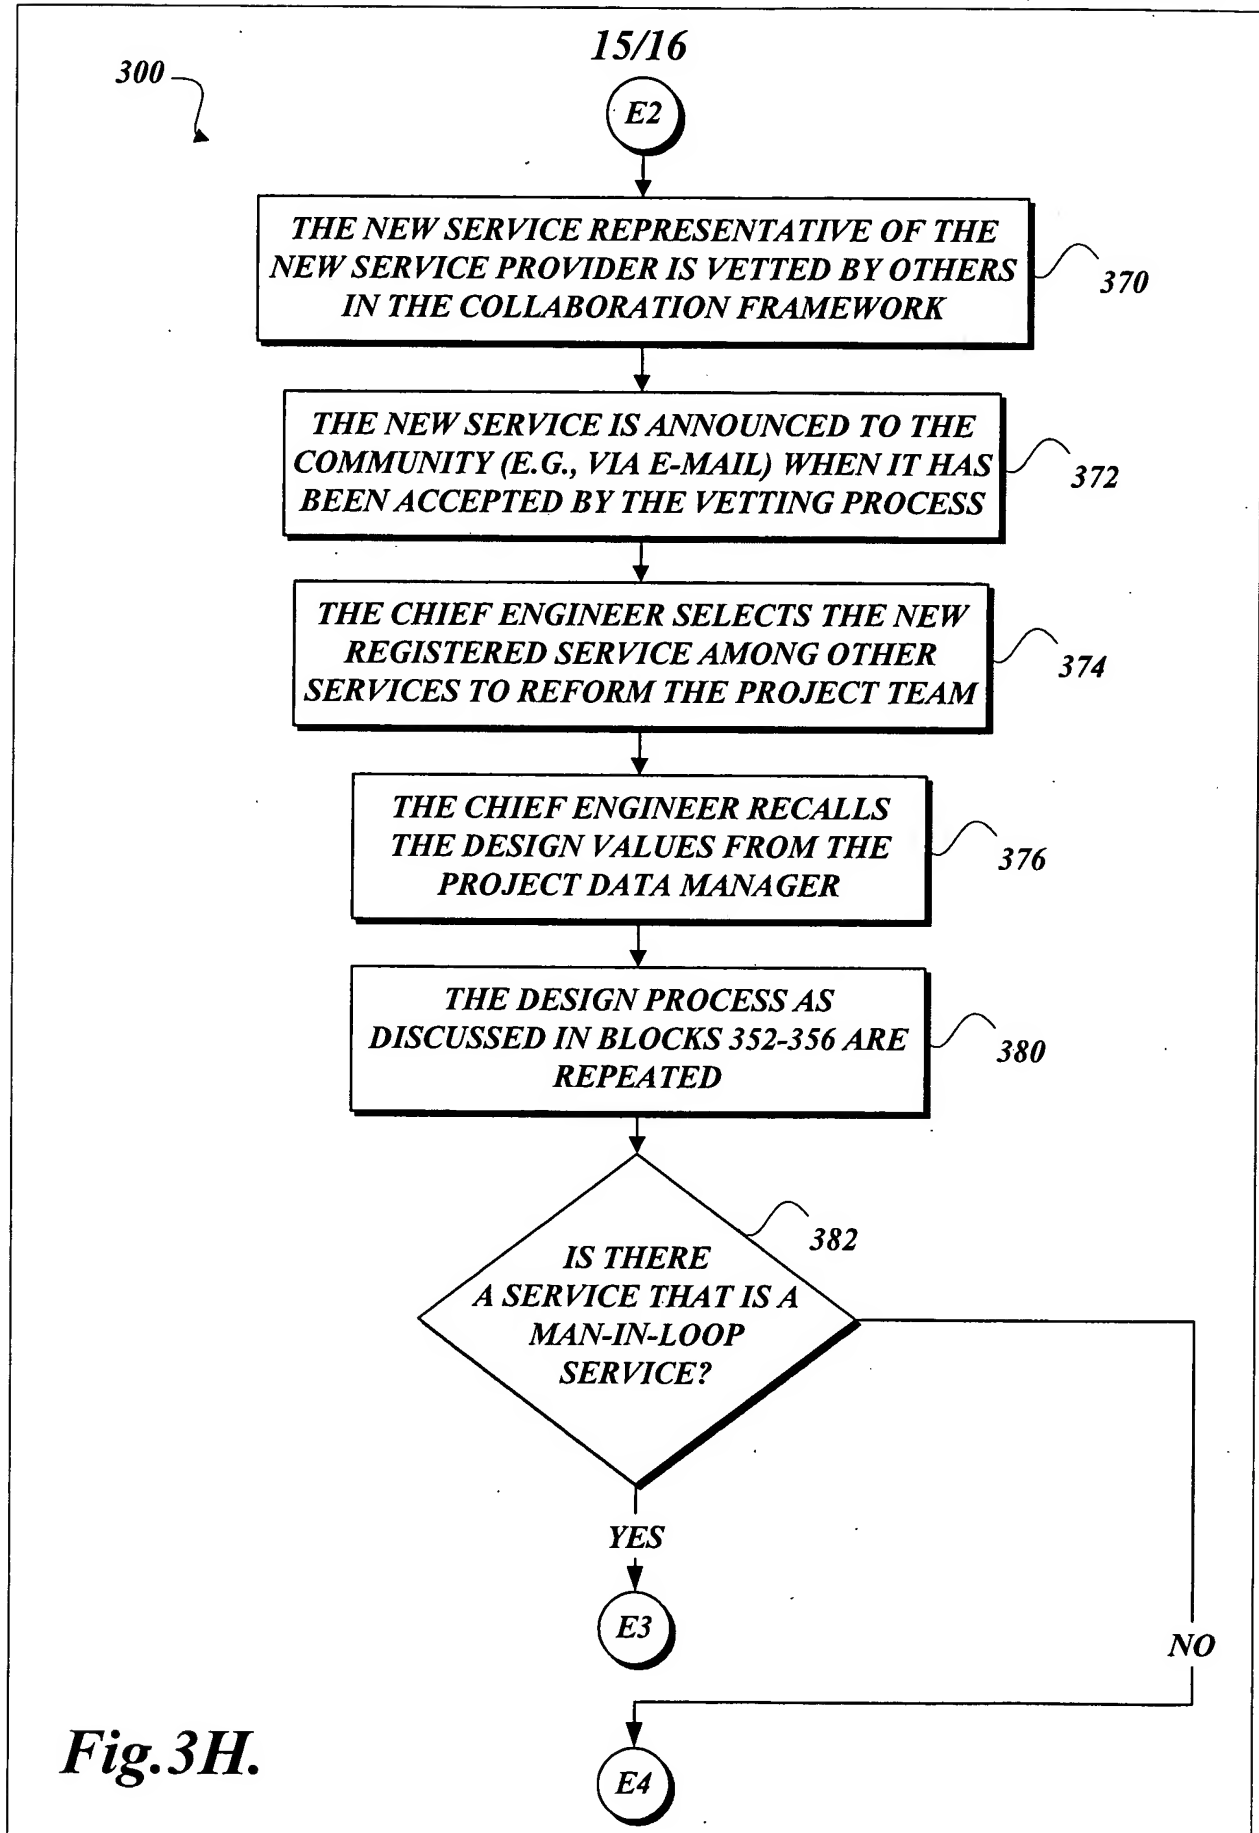 15/16
300
E2
THE NEW SERVICE REPRESENTATIVE OF THE
NEW SERVICE PROVIDER IS VETTED BY OTHERS
IN THE COLLABORATION FRAMEWORK
370
THE NEW SERVICE IS ANNOUNCED TO THE
COMMUNITY (E.G., VIA E-MAIL) WHEN IT HAS
BEEN ACCEPTED BY THE VETTING PROCESS
372
THE CHIEF ENGINEER SELECTS THE NEW
REGISTERED SERVICE AMONG OTHER
SERVICES TO REFORM THE PROJECT TEAM
374
THE CHIEF ENGINEER RECALLS
THE DESIGN VALUES FROM THE
PROJECT DATA MANAGER
376
THE DESIGN PROCESS AS
DISCUSSED IN BLOCKS 352-356 ARE
REPEATED
380
382
IS THERE
A SERVICE THAT IS A
MAN-IN-LOOP
SERVICE?
YES
E3
NO
E4
Fig.3H.